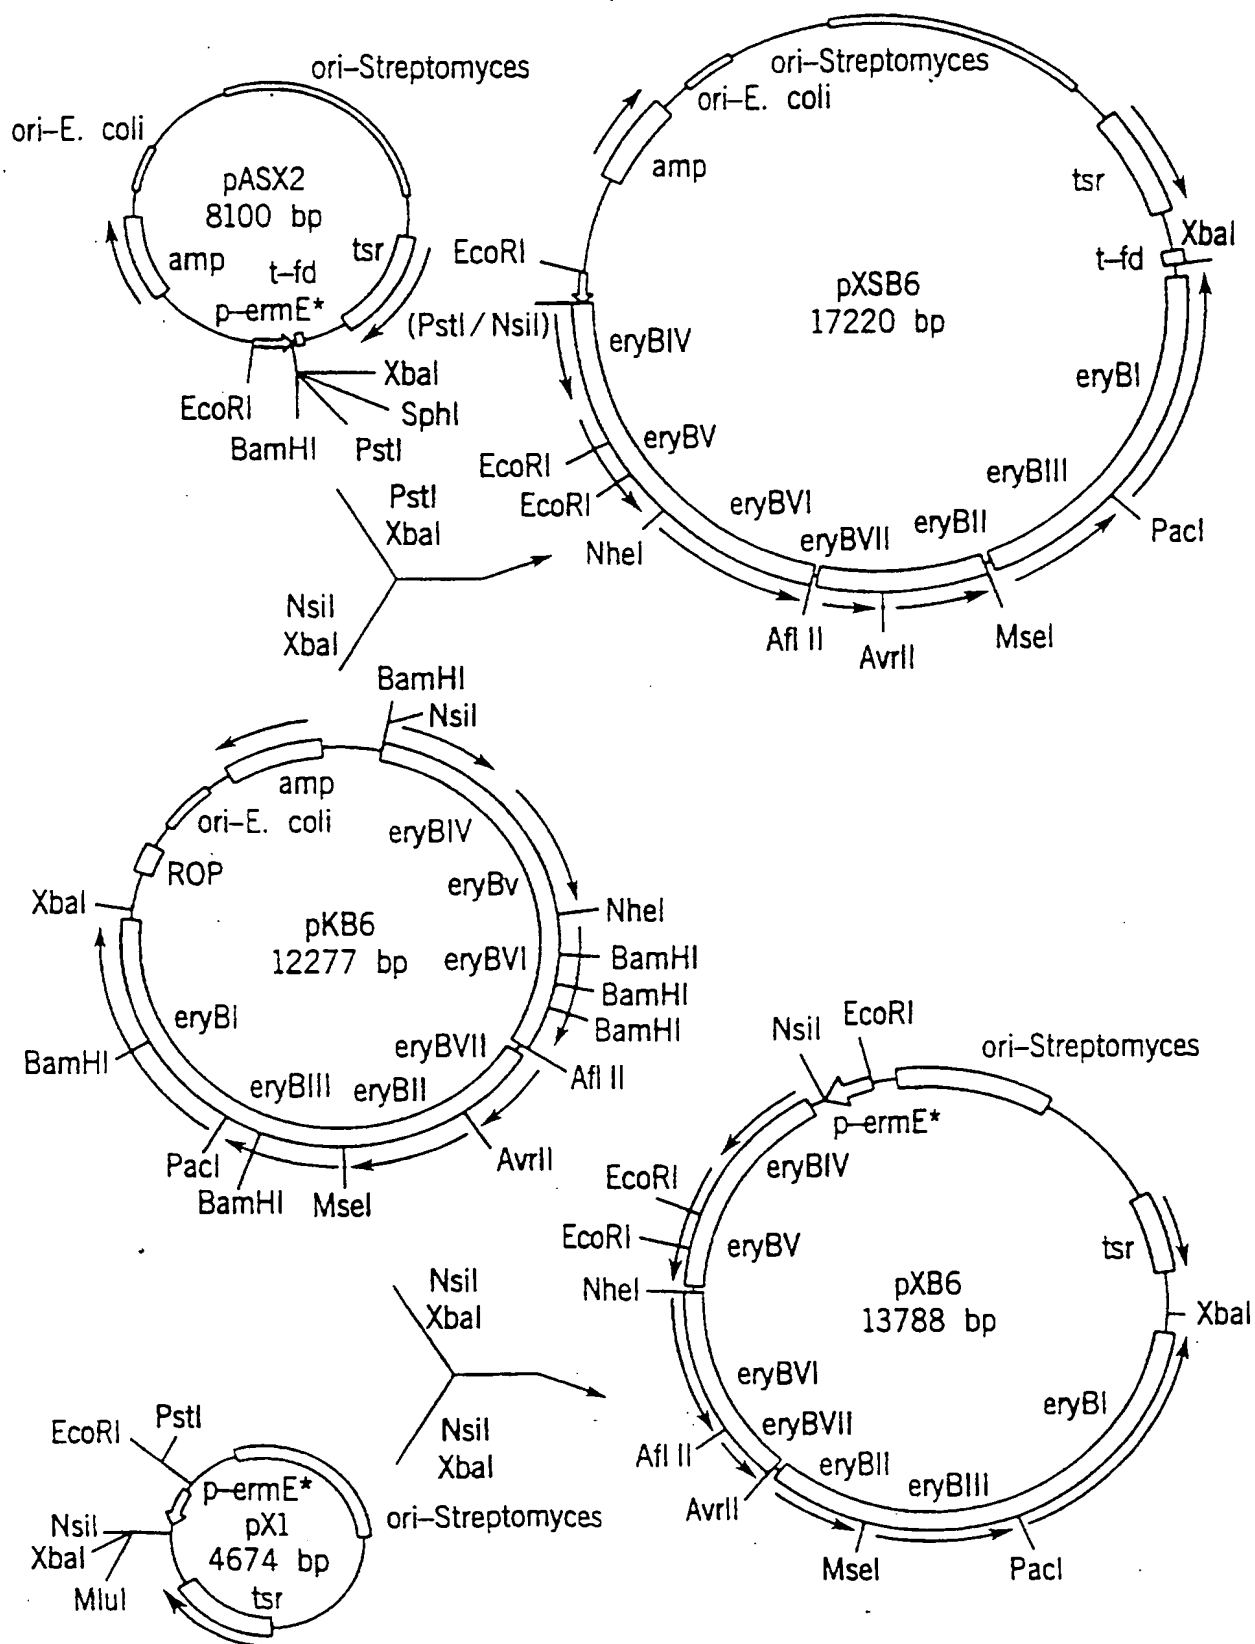 ori-Streptomyces
ori-E. coli
pASX2
8100 bp
amp
tsr
t-fd
p-ermE*
EcoRI
BamHI
PstI
SphI
XbaI
ori-Streptomyces
ori-E. coli
amp
tsr
XbaI
t-fd
EcoRI
(PstI/NsiI)
pXSB6
17220 bp
eryBIV
eryBI
eryBV
EcoRI
EcoRI
NheI
eryBVI
eryBVII
eryBII
eryBIII
PacI
Afl II
AvrII
MseI
PstI
XbaI
NsiI
XbaI
BamHI
NsiI
amp
ori-E. coli
ROP
XbaI
eryBIV
eryBv
pKB6
12277 bp
NheI
eryBVI
BamHI
BamHI
BamHI
eryBI
eryBVII
Afl II
BamHI
eryBIII
eryBII
PacI
BamHI
MseI
AvrII
NsiI
EcoRI
ori-Streptomyces
p-ermE*
eryBIV
EcoRI
EcoRI
eryBV
NheI
tsr
pXB6
13788 bp
XbaI
eryBVI
eryBI
eryBVII
Afl II
eryBII
eryBIII
AvrII
MseI
PacI
NsiI
XbaI
NsiI
XbaI
EcoRI
PstI
p-ermE*
ori-Streptomyces
NsiI
XbaI
MluI
pX1
4674 bp
tsr